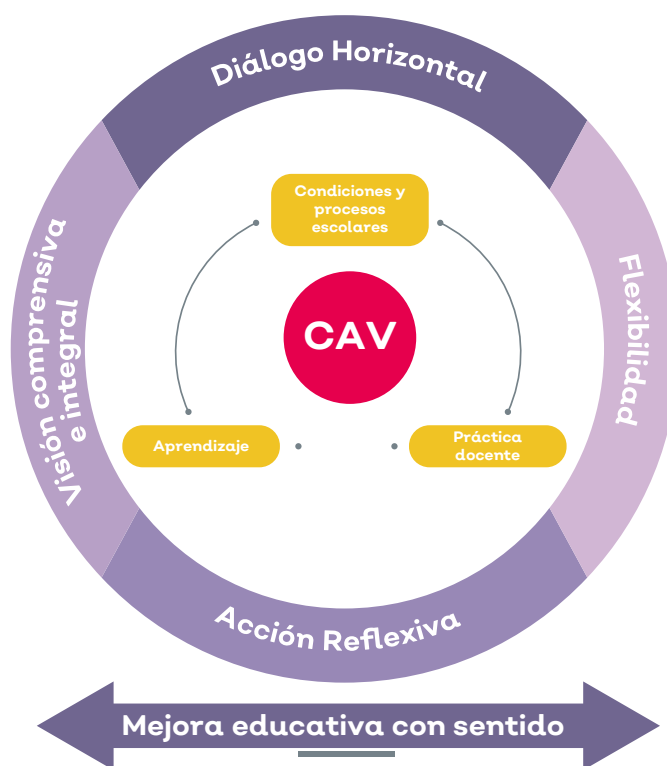 Diálogo Horizontal
Condiciones y
procesos
escolares
Visión comprensiva
e integral
CAV
Flexibilidad
Aprendizaje
Práctica
docente
Acción Reflexiva
Mejora educativa con sentido